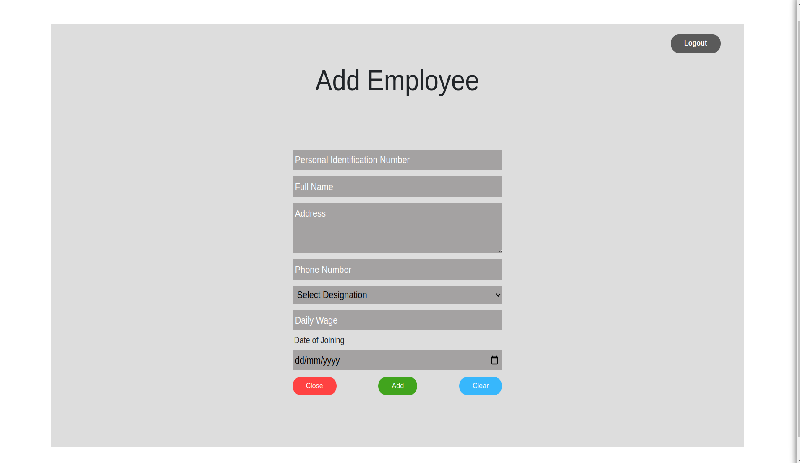 Logout
Add Employee
Personal Identification Number
Full Name
Address
Phone Number
Select Designation
Daily Wage
Date of Joining
dd/mm/yyyy
Close Add Clear